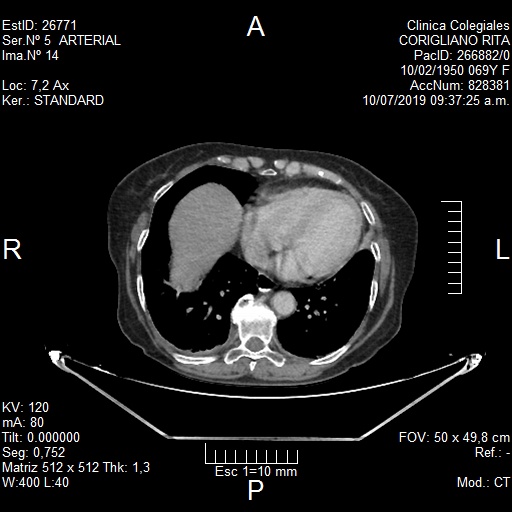 EstID: 26771
Ser.Nº 5 ARTERIAL
Ima.Nº 14
Loc: 7,2 Ax
Ker.: STANDARD
A
Clinica Colegiales
CORIGLIANO RITA
PacID: 266882/0
10/02/1950 069Y F
AccNum: 828381
10/07/2019 09:37:25 a.m.
R
L
KV: 120
mA: 80
Tilt: 0.000000
Seg: 0,752
Matriz 512 x 512 Thk: 1,3
W:400 L:40
Esc 1=10 mm
P
FOV: 50 x 49,8 cm
Ref.: -
Mod.: CT